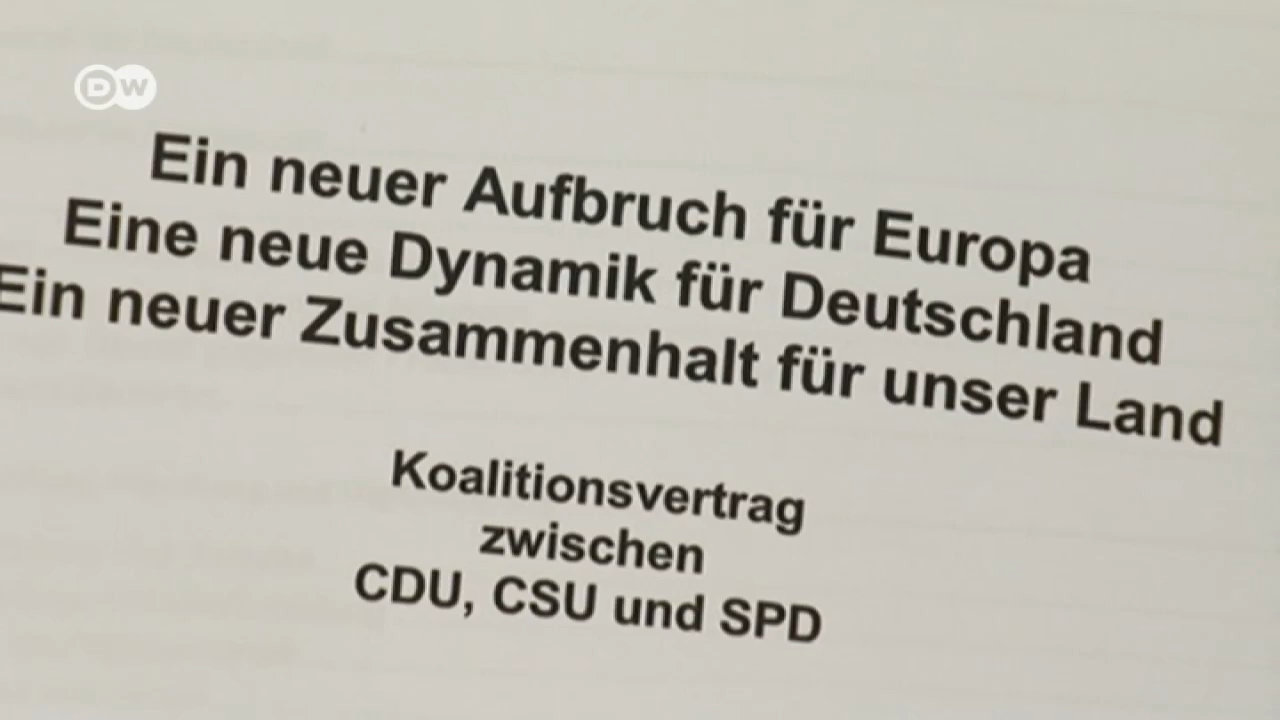 DW
Ein neuer Aufbruch für Europa
Eine neue Dynamik für Deutschland
Ein neuer Zusammenhalt für unser Land
Koalitionsvertrag
zwischen
CDU, CSU und SPD